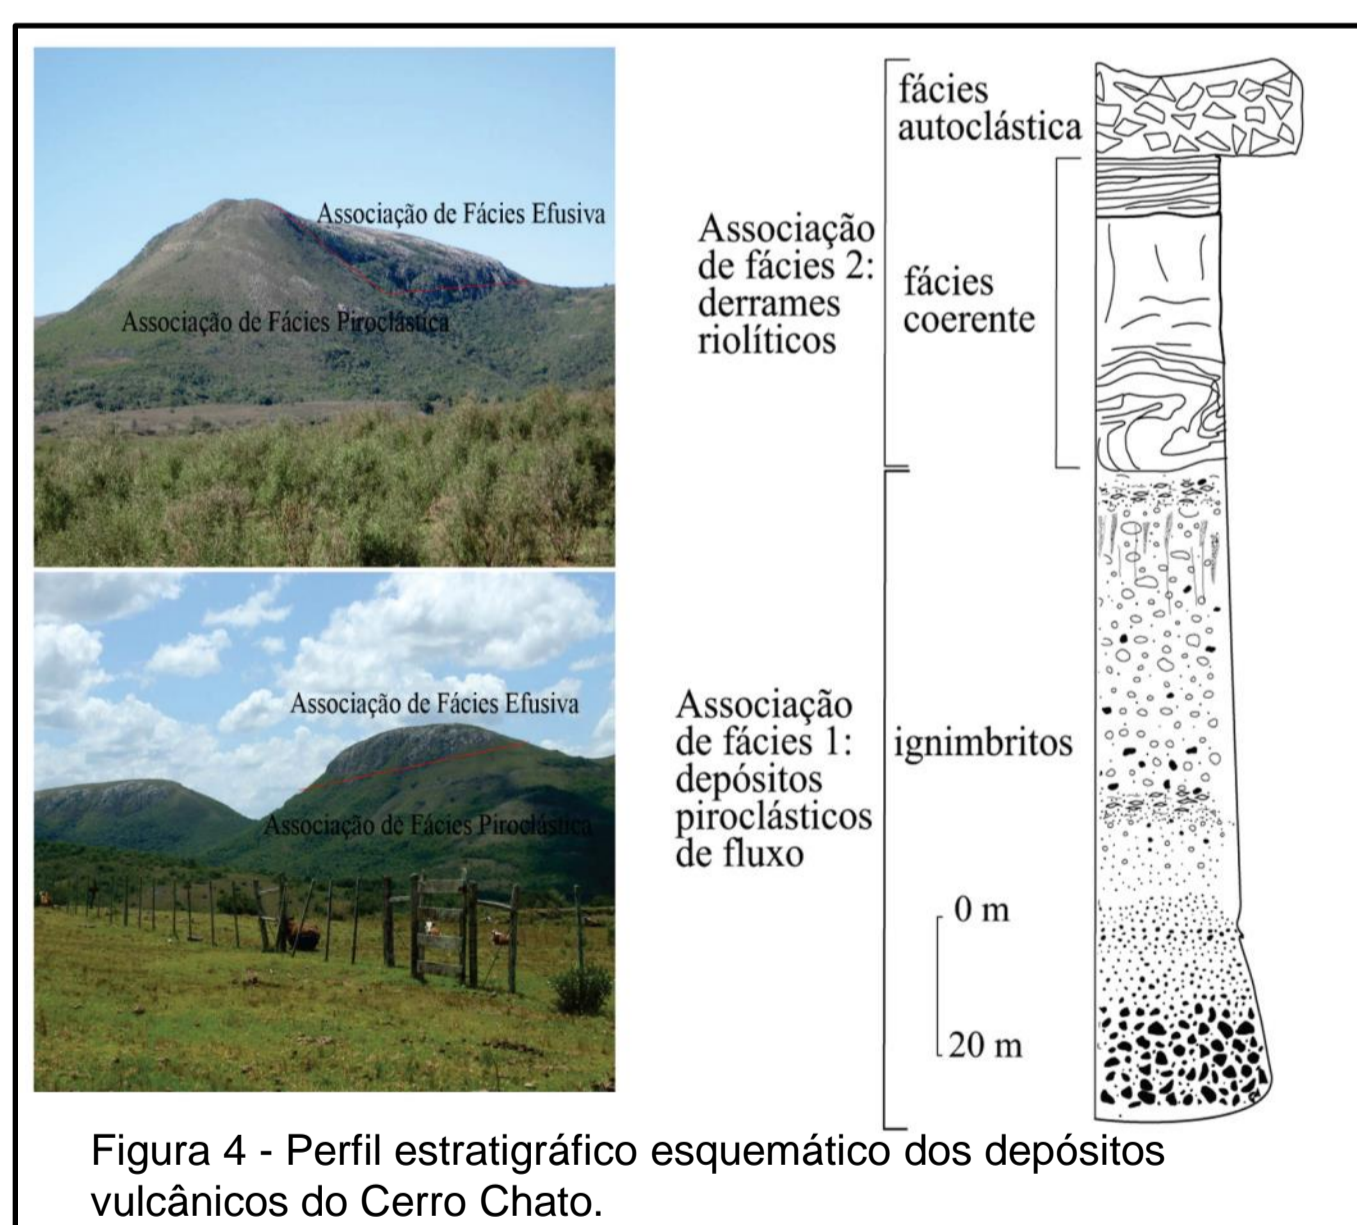 Associação de Fácies Efusiva
Associação de Fácies Piroclástica
Associação de Fácies Efusiva
Associação de Fácies Piroclástica
fácies
autoclástica
Associação
de fácies 2:
derrames
riolíticos
fácies
coerente
Associação
de fácies 1:
depósitos
piroclásticos
de fluxo
ignimbritos
0 m
20 m
Figura 4 - Perfil estratigráfico esquemático dos depósitos
vulcânicos do Cerro Chato.